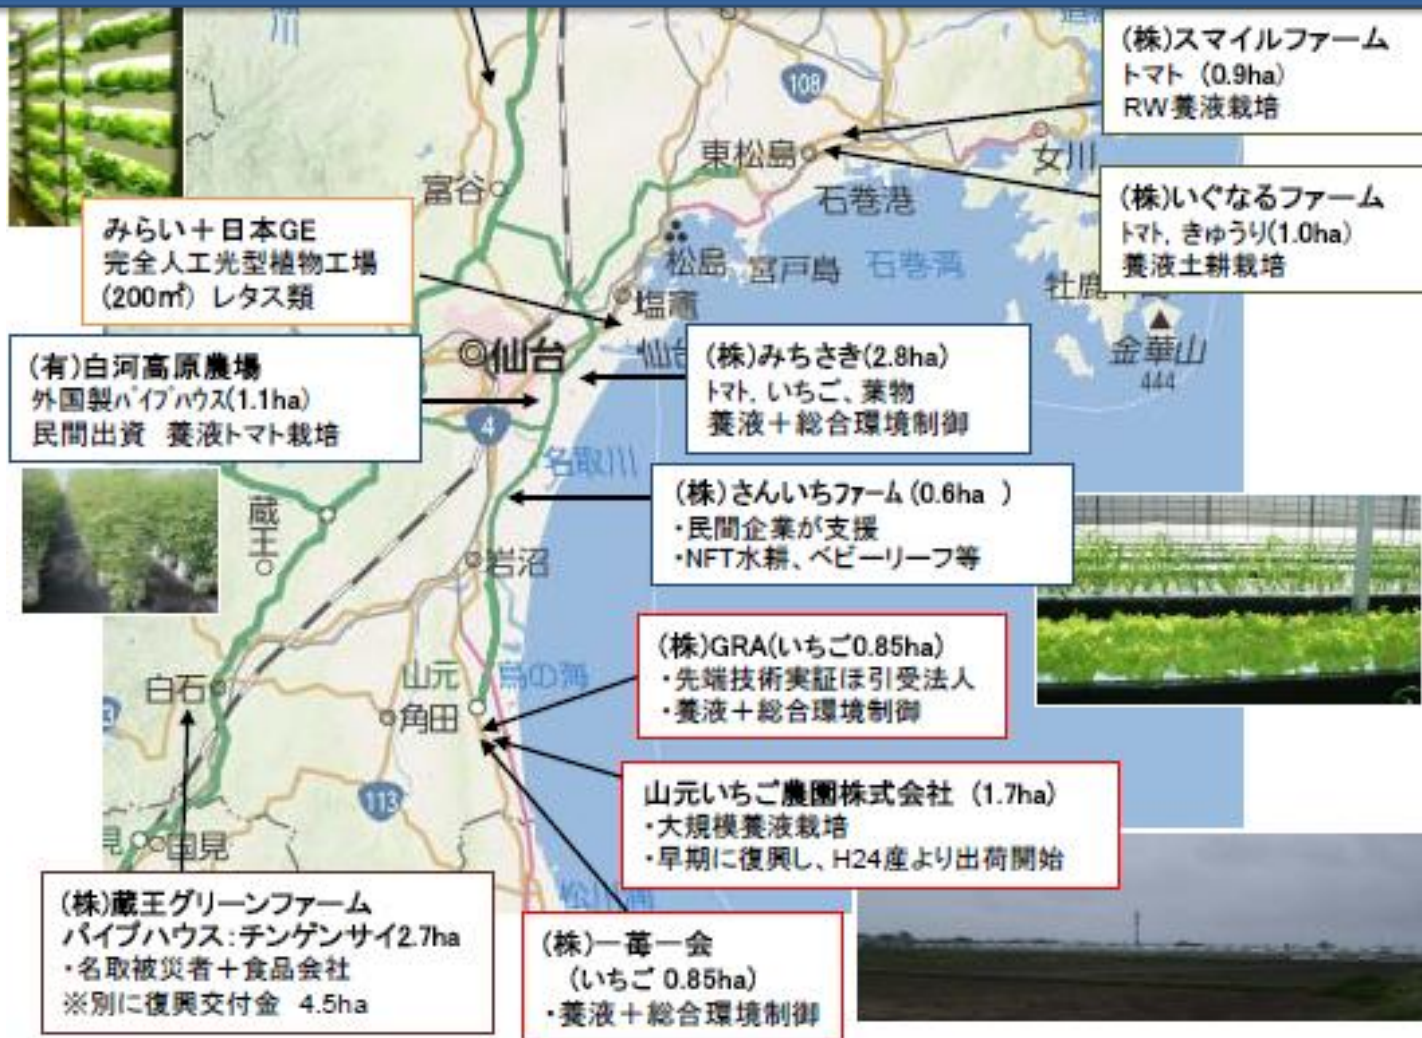 (株)スマイルファーム
トマト (0.9ha)
RW養液栽培
108
東松島
女川
石巻港
富谷
(株)いぐなるファーム
トマト, きゅうり(1.0ha)
養液土耕栽培
みらい＋日本GE
完全人工光型植物工場
(200㎡) レタス類
松島
宮戸島
石巻湾
牡鹿
塩竈
金華山
444
(有)白河高原農場
外国製パイプハウス(1.1ha)
民間出資 養液トマト栽培
仙台
仙
(株)みちさき(2.8ha)
トマト, いちご、葉物
養液＋総合環境制御
4
名取川
(株)さんいちファーム(0.6ha )
・民間企業が支援
・NFT水耕、ベビーリーフ等
蔵王
岩沼
(株)GRA(いちご0.85ha)
・先端技術実証ほ引受法人
・養液＋総合環境制御
白石
山元
鳥の海
角田
113
山元いちご農園株式会社 (1.7ha)
・大規模養液栽培
・早期に復興し、H24産より出荷開始
見
国見
松川浦
(株)蔵王グリーンファーム
パイプハウス:チンゲンサイ2.7ha
・名取被災者＋食品会社
※別に復興交付金 4.5ha
(株)一苺一会
(いちご 0.85ha)
・養液＋総合環境制御